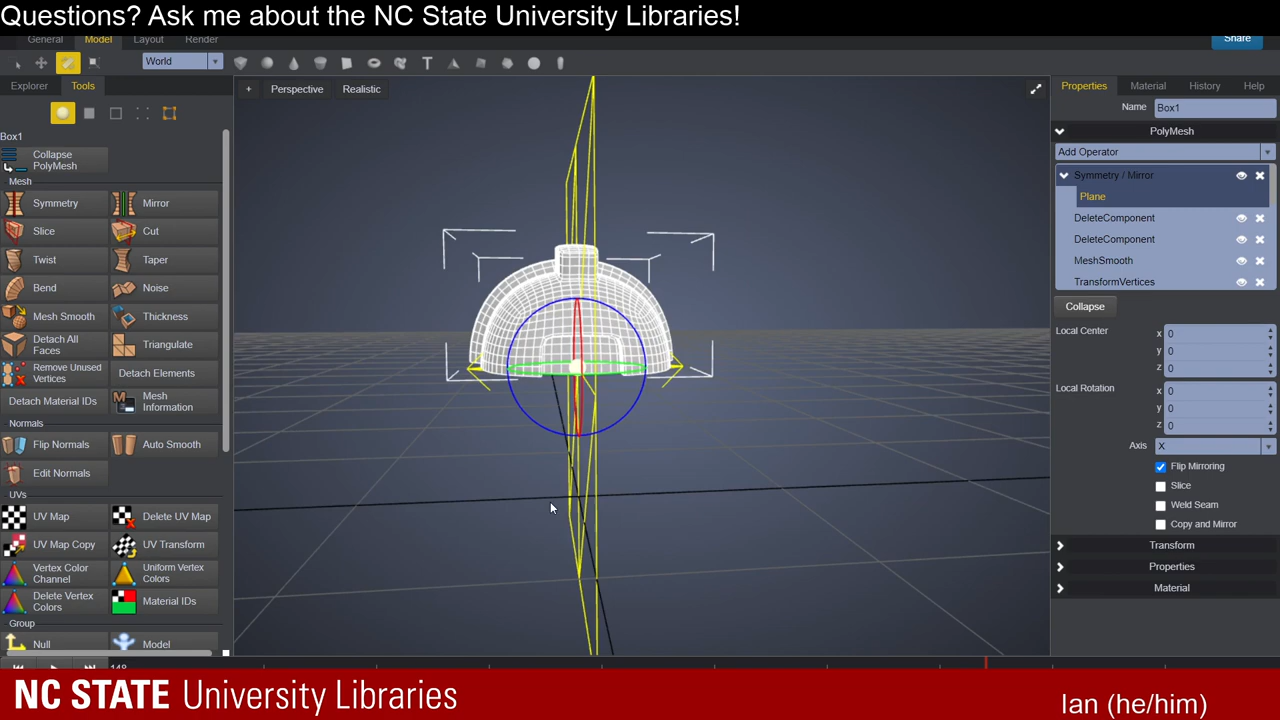 Questions? Ask me about the NC State University Libraries!
General Model Layout Render Share
World T
Explorer Tools
+ Perspective Realistic
Properties Material History Help
Name Box1
PolyMesh
Add Operator
Symmetry / Mirror
Plane
DeleteComponent
DeleteComponent
MeshSmooth
TransformVertices
Collapse
Local Center x 0
y 0
z 0
Local Rotation x 0
y 0
z 0
Axis X
Flip Mirroring
Slice
Weld Seam
Copy and Mirror
Transform
Properties
Material
Box1
Collapse
PolyMesh
Mesh
Symmetry Mirror
Slice Cut
Twist Taper
Bend Noise
Mesh Smooth Thickness
Detach All
Faces
Triangulate
Remove Unused
Vertices
Detach Elements
Detach Material IDs
Mesh
Information
Normals
Flip Normals Auto Smooth
Edit Normals
UVs
UV Map Delete UV Map
UV Map Copy UV Transform
Vertex Color
Channel
Uniform Vertex
Colors
Delete Vertex
Colors
Material IDs
Group
Null Model
148
NC STATE University Libraries
Ian (he/him)